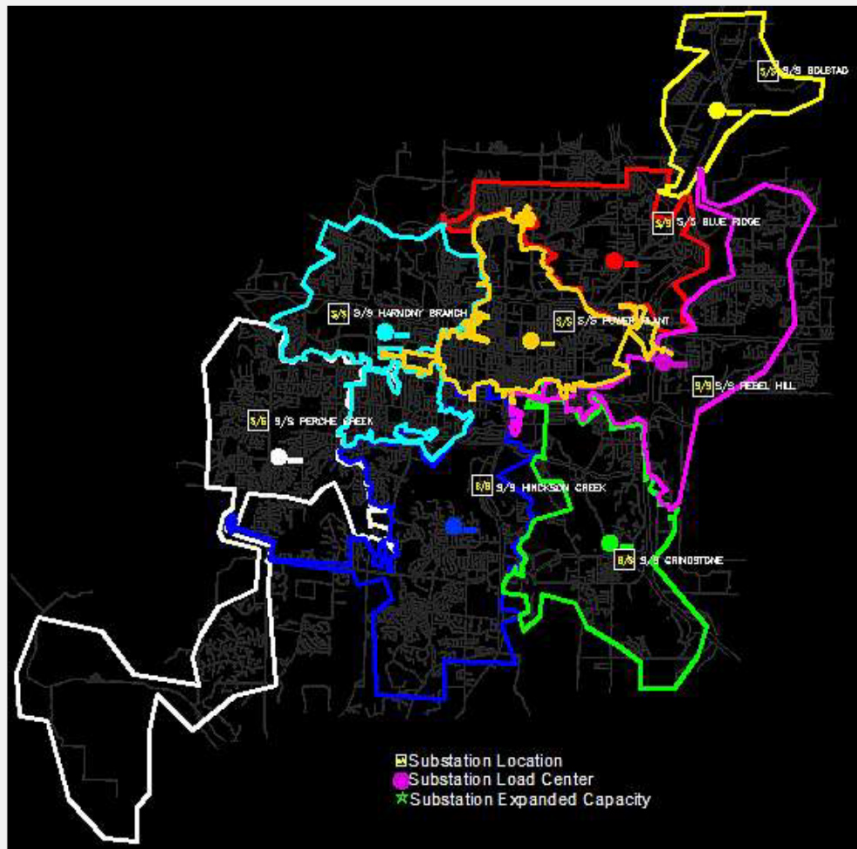 S/S S/S BOLSTAD
S/S S/S BLUE RIDGE
S/S S/S HARMONY BRANCH
S/S S/S POWER PLANT
S/S S/S REBEL HILL
S/S S/S PERCHE CREEK
S/S S/S HINCKSON CREEK
S/S S/S GRINDSTONE
Substation Location
Substation Load Center
Substation Expanded Capacity